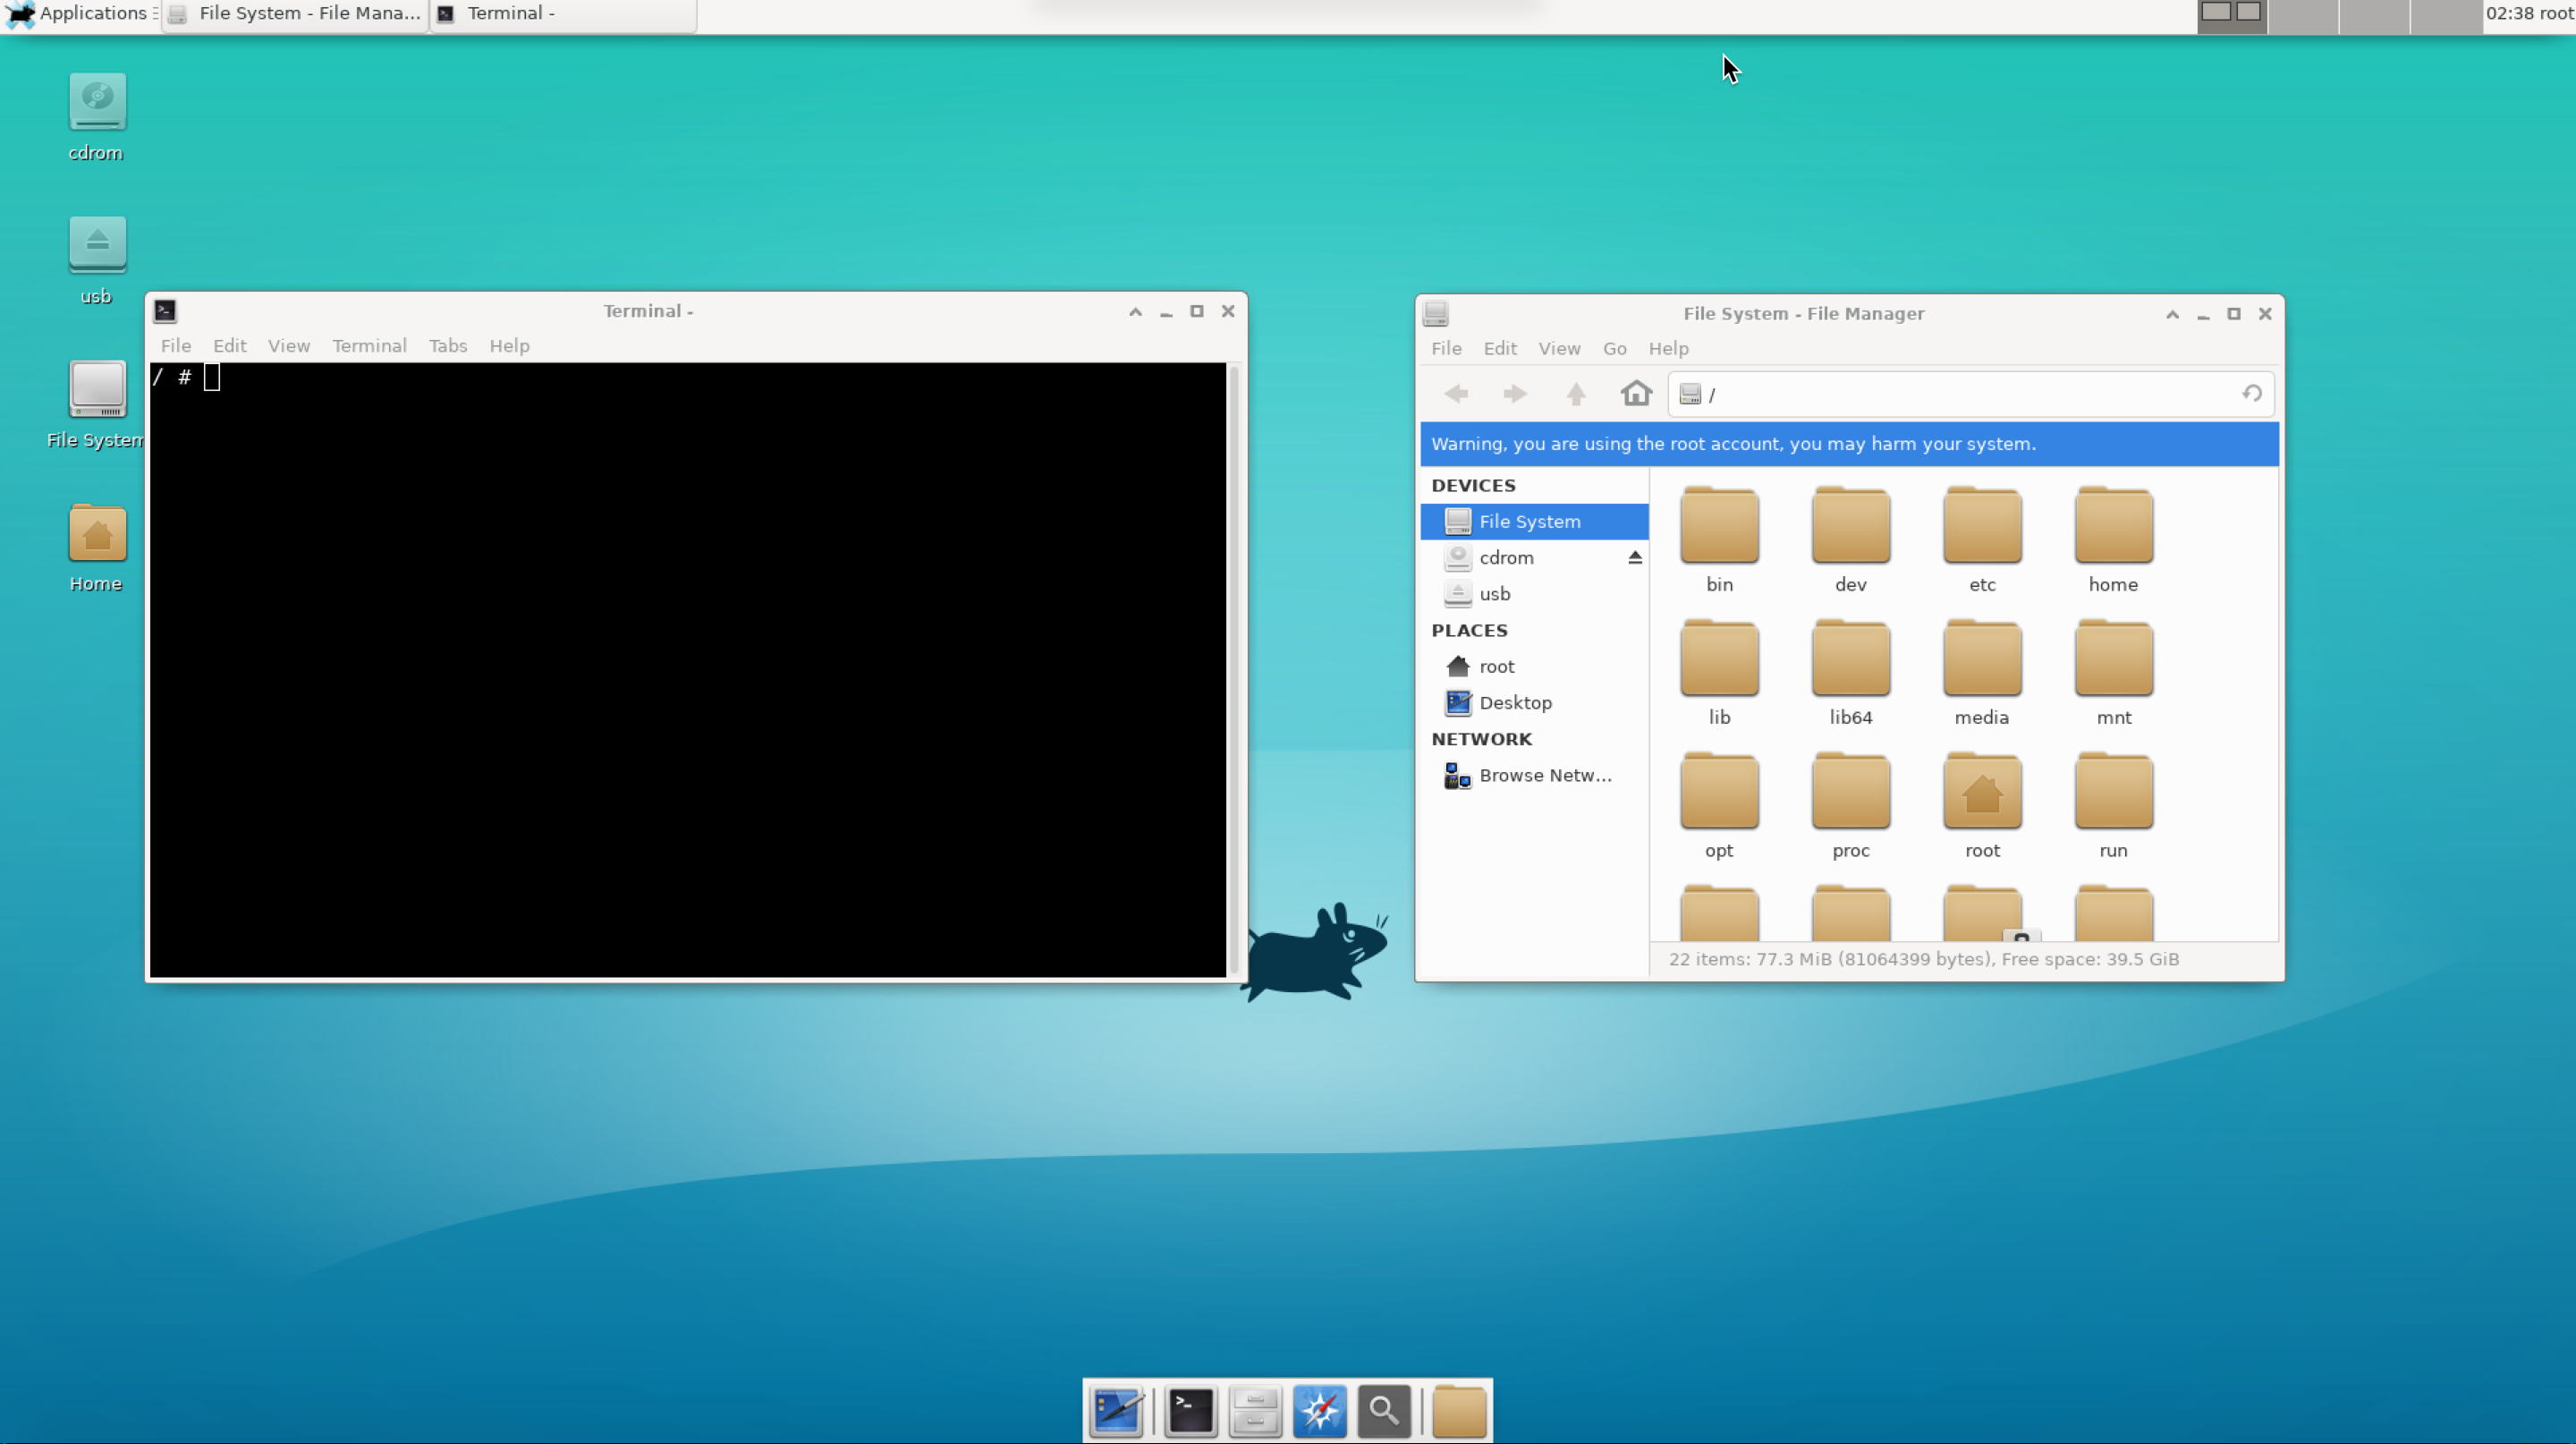 Applications
File System - File Mana...
Terminal -
02:38 root
cdrom
usb
File System
Home
Terminal -
File Edit View Terminal Tabs Help
/ #
File System - File Manager
File Edit View Go Help
/
Warning, you are using the root account, you may harm your system.
DEVICES
File System
cdrom
usb
PLACES
root
Desktop
NETWORK
Browse Netw...
bin dev etc home
lib lib64 media mnt
opt proc root run
22 items: 77.3 MiB (81064399 bytes), Free space: 39.5 GiB